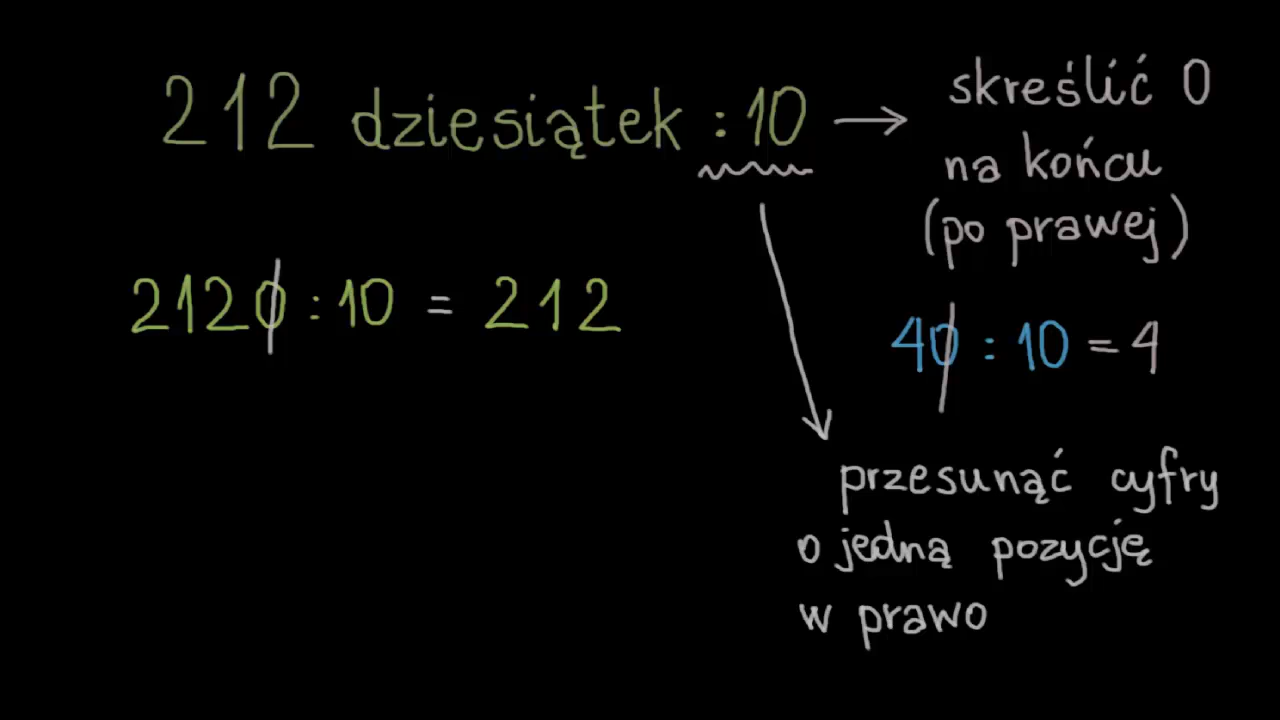 212 dziesiątek : 10 → skreślić 0
na końcu
(po prawej)
2120 : 10 = 212
40 : 10 = 4
przesunąć cyfry
o jedną pozycję
w prawo